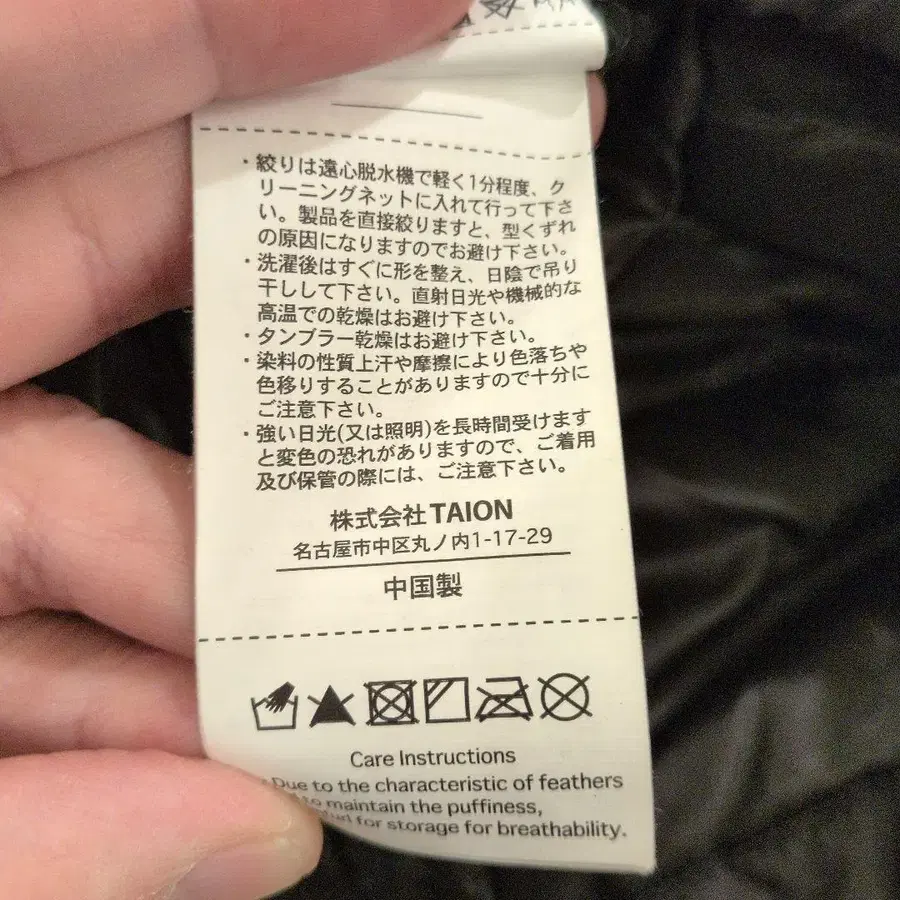 ・絞りは遠心脱水機で軽く1分程度、ク
リーニングネットに入れて行って下さ
い。製品を直接絞りますと、型くずれ
の原因になりますのでお避け下さい。
・洗濯後はすぐに形を整え、日陰で吊り
干しして下さい。直射日光や機械的な
高温での乾燥はお避け下さい。
・タンブラー乾燥はお避け下さい。
・染料の性質上汗や摩擦により色落ちや
色移りすることがありますので十分に
ご注意下さい。
・強い日光(又は照明)を長時間受けます
と変色の恐れがありますので、ご着用
及び保管の際には、ご注意下さい。
株式会社 TAION
名古屋市中区丸ノ内1-17-29
中国製
Care Instructions
Due to the characteristic of feathers
to maintain the puffiness,
for storage for breathability.